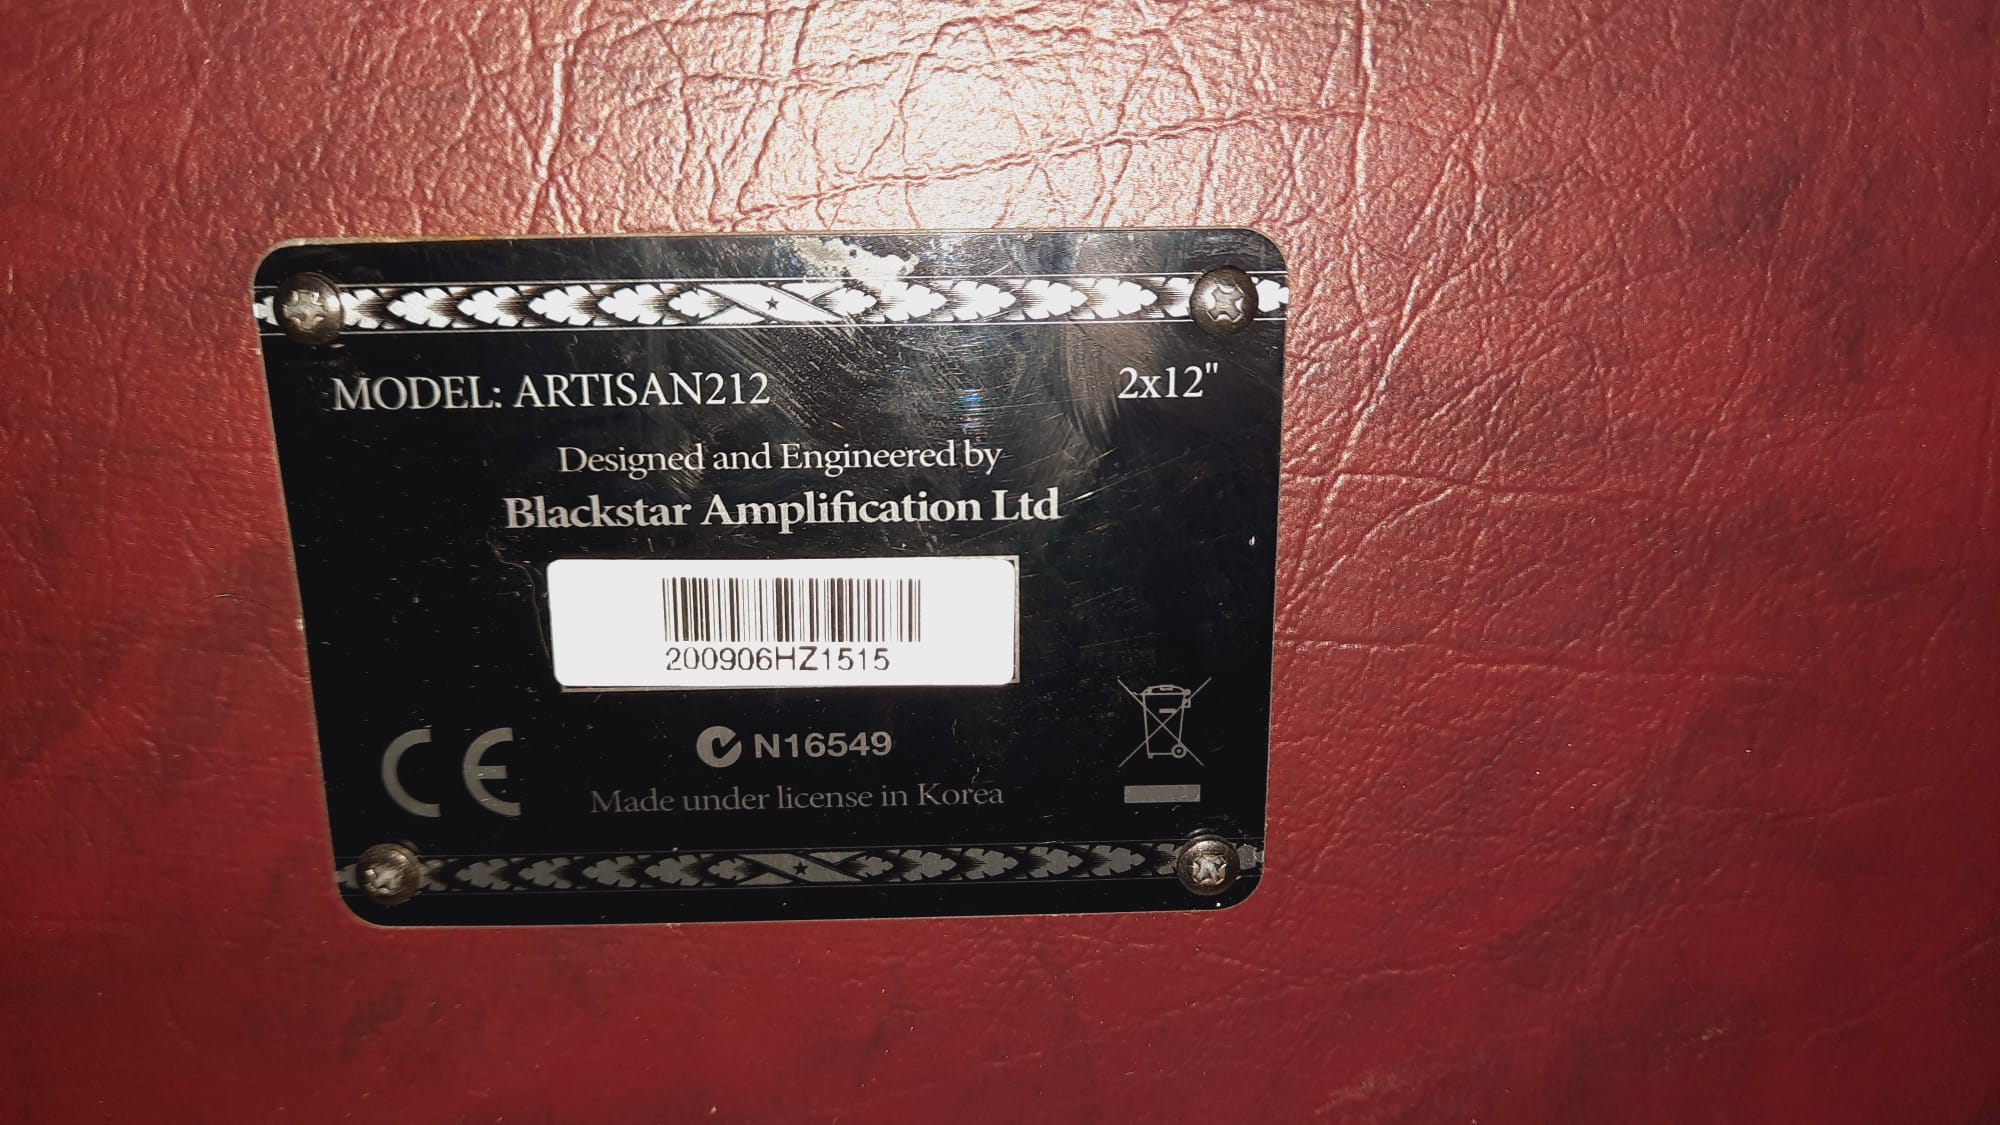 MODEL: ARTISAN212 2x12"
Designed and Engineered by
Blackstar Amplification Ltd
200906HZ1515
CE N16549
Made under license in Korea